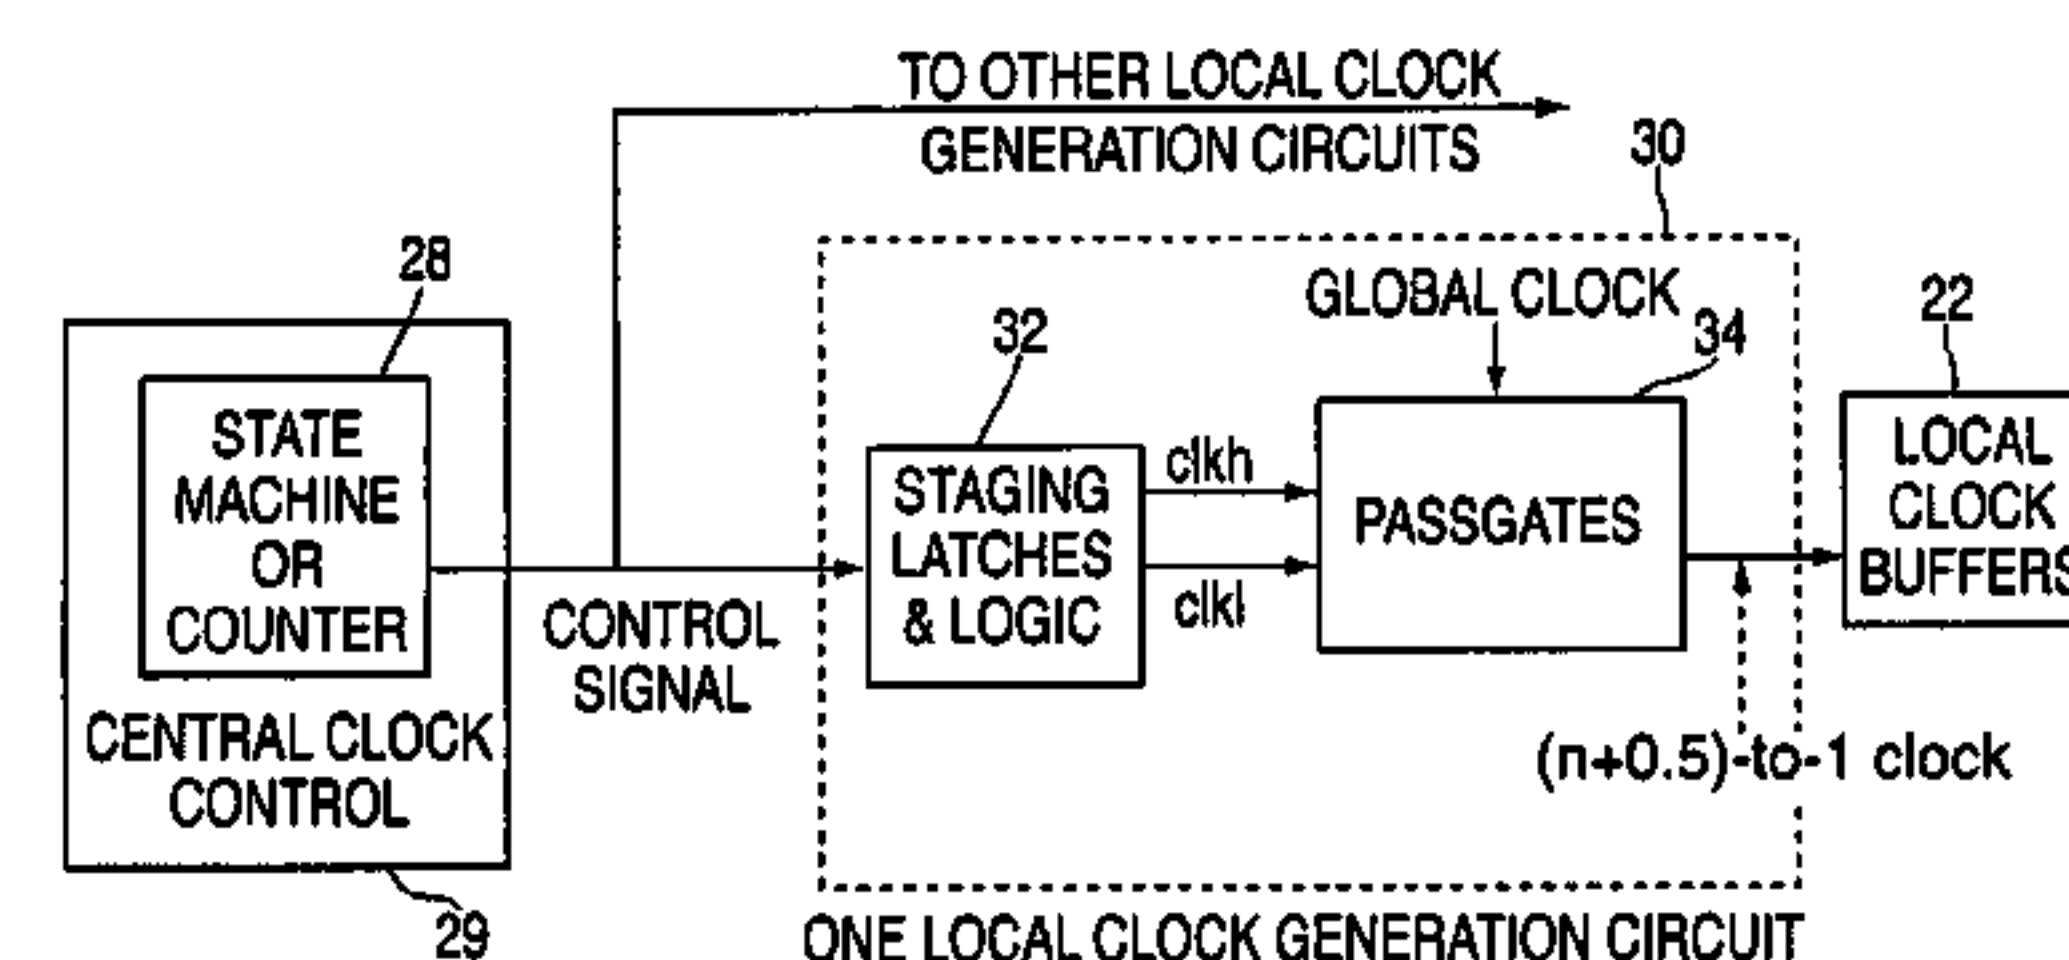 TO OTHER LOCAL CLOCK
GENERATION CIRCUITS
30
28
GLOBAL CLOCK
22
32
34
STATE
MACHINE
OR
COUNTER
CENTRAL CLOCK
CONTROL
29
CONTROL
SIGNAL
STAGING
LATCHES
& LOGIC
clkh
clkl
PASSGATES
LOCAL
CLOCK
BUFFERS
(n+0.5)-to-1 clock
ONE LOCAL CLOCK GENERATION CIRCUIT